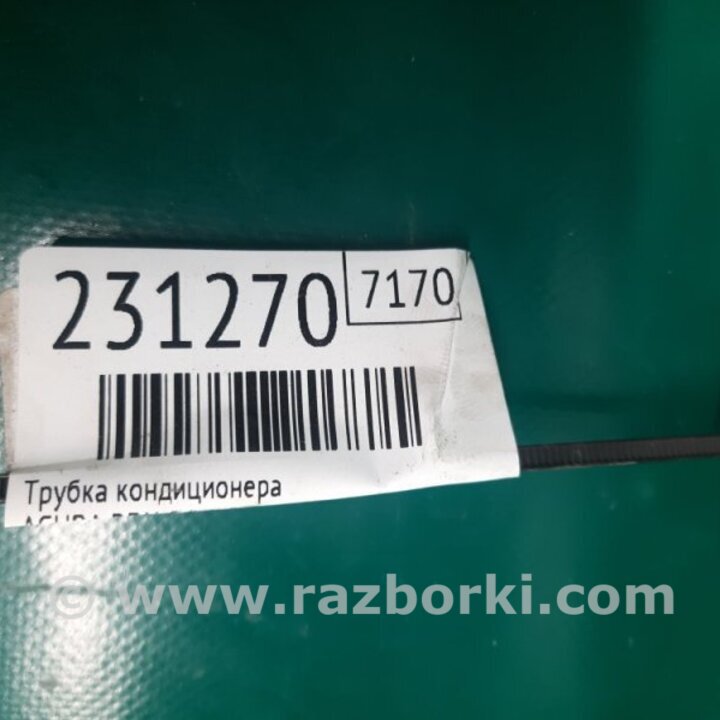 231270 7170
Трубка кондиционера
© www.razborki.com